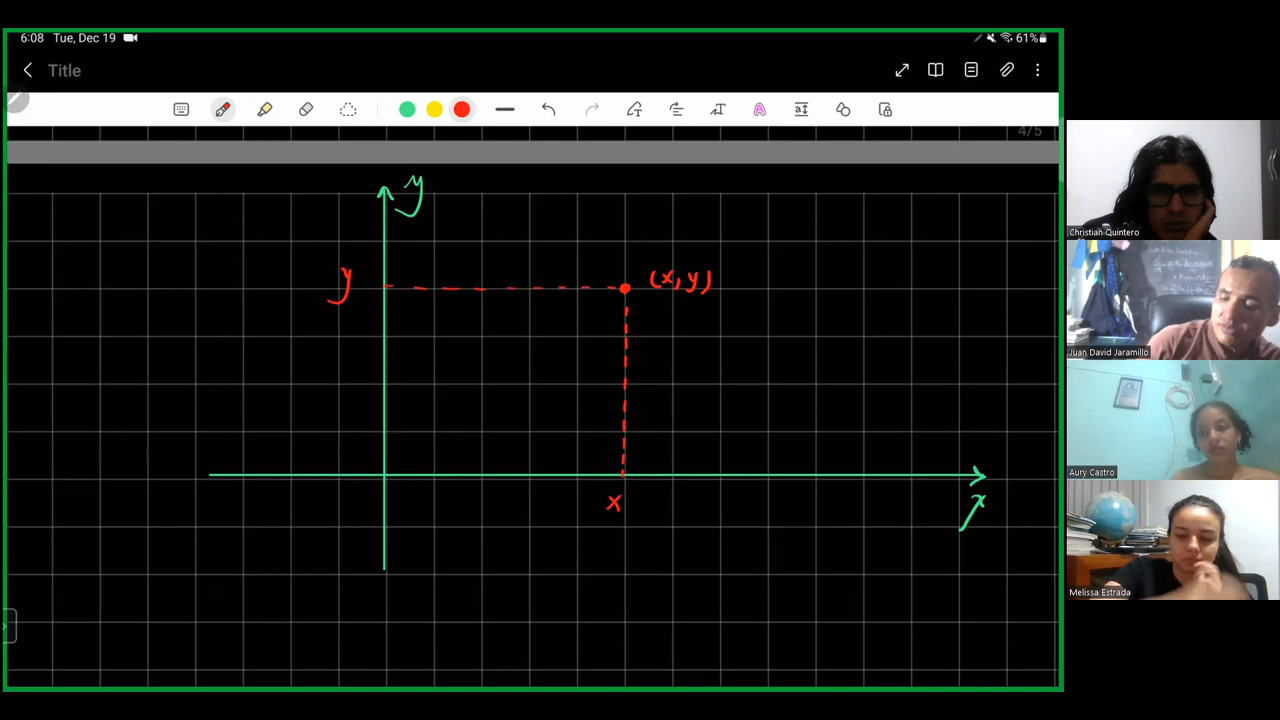 6:08 Tue, Dec 19
61%
Title
4/5
y
y
(x,y)
x
x
Christian Quintero
Juan David Jaramillo
Aury Castro
Melissa Estrada